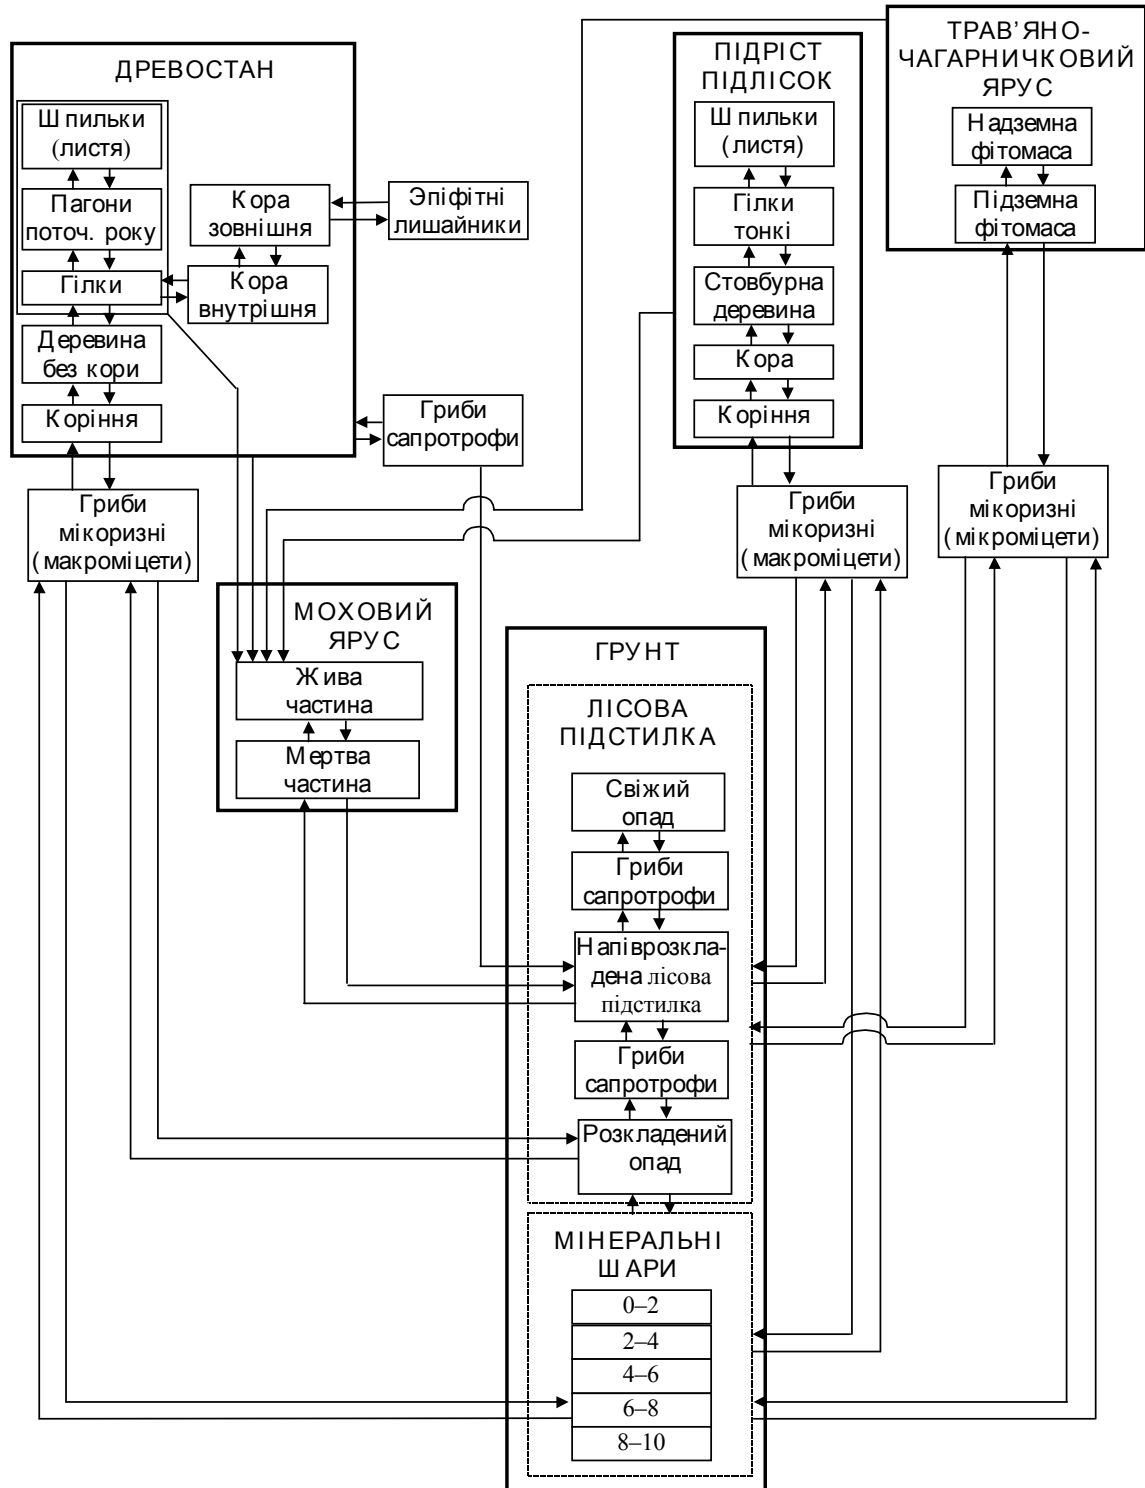 ДРЕВОСТАН
Шпильки
(листя)
Пагони
поточ. року
Гілки
Деревина
без кори
Коріння
Кора
зовнішня
Кора
внутрішня
Эпіфітні
лишайники
Гриби
сапротрофи
Гриби
мікоризні
(макроміцети)
ПІДРІСТ
ПІДЛІСОК
Шпильки
(листя)
Гілки
тонкі
Стовбурна
деревина
Кора
Коріння
Гриби
мікоризні
(макроміцети)
ТРАВ’ЯНО-
ЧАГАРНИЧКОВИЙ
ЯРУС
Надземна
фітомаса
Підземна
фітомаса
Гриби
мікоризні
(мікроміцети)
МОХОВИЙ
ЯРУС
Жива
частина
Мертва
частина
ГРУНТ
ЛІСОВА
ПІДСТИЛКА
Свіжий
опад
Гриби
сапротрофи
Напіврозкла-
дена лісова
підстилка
Гриби
сапротрофи
Розкладений
опад
МІНЕРАЛЬНІ
ШАРИ
0–2
2–4
4–6
6–8
8–10